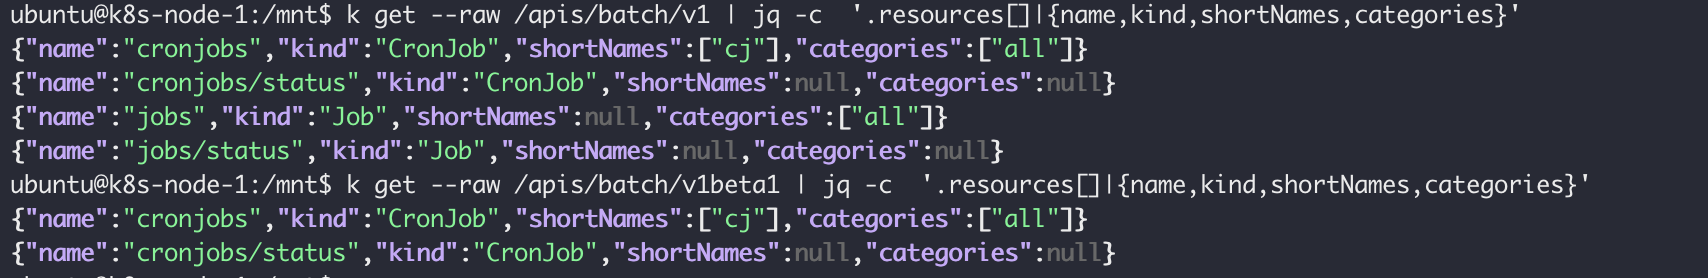 ubuntu@k8s-node-1:/mnt$ k get --raw /apis/batch/v1 | jq -c  '.resources[]|{name,kind,shortNames,categories}'
{"name":"cronjobs","kind":"CronJob","shortNames":["cj"],"categories":["all"]}
{"name":"cronjobs/status","kind":"CronJob","shortNames":null,"categories":null}
{"name":"jobs","kind":"Job","shortNames":null,"categories":["all"]}
{"name":"jobs/status","kind":"Job","shortNames":null,"categories":null}
ubuntu@k8s-node-1:/mnt$ k get --raw /apis/batch/v1beta1 | jq -c  '.resources[]|{name,kind,shortNames,categories}'
{"name":"cronjobs","kind":"CronJob","shortNames":["cj"],"categories":["all"]}
{"name":"cronjobs/status","kind":"CronJob","shortNames":null,"categories":null}